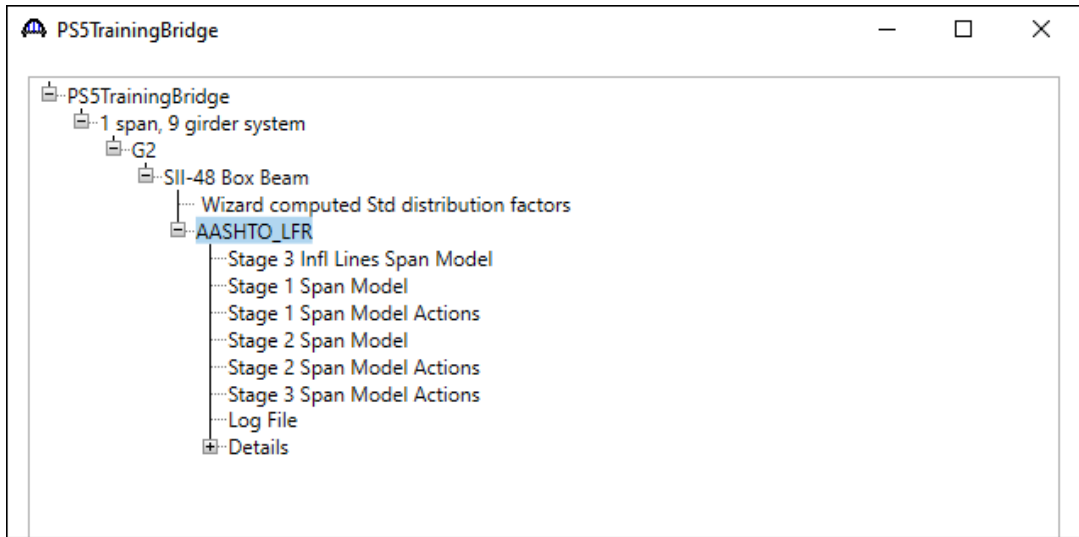 PS5TrainingBridge
PS5TrainingBridge
1 span, 9 girder system
G2
SII-48 Box Beam
Wizard computed Std distribution factors
AASHTO_LFR
Stage 3 Infl Lines Span Model
Stage 1 Span Model
Stage 1 Span Model Actions
Stage 2 Span Model
Stage 2 Span Model Actions
Stage 3 Span Model Actions
Log File
Details